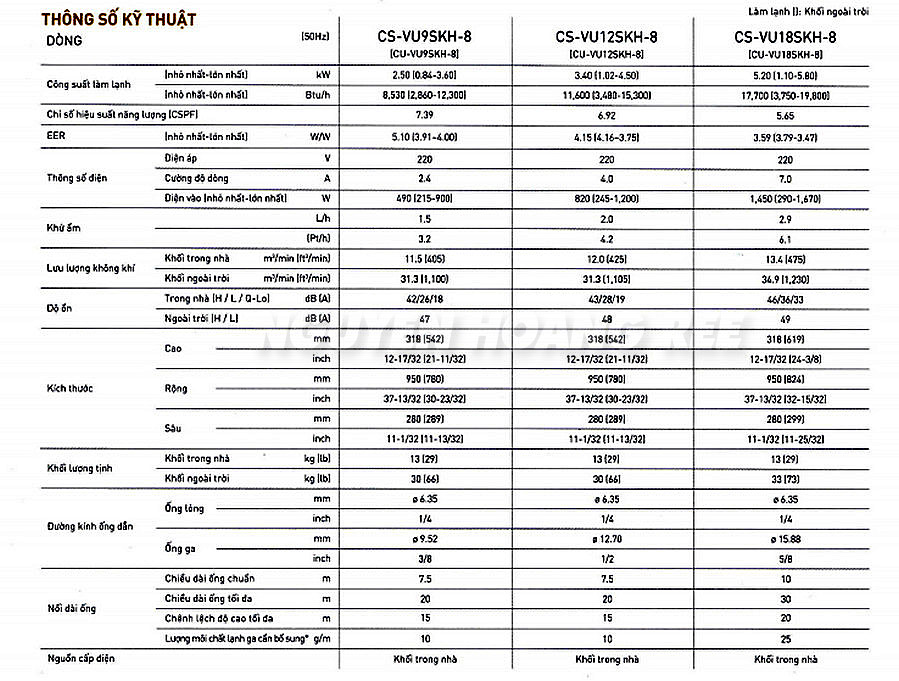 Làm lạnh (): Khối ngoài trời
THÔNG SỐ KỸ THUẬT
DÒNG (50Hz) CS-VU9SKH-8 CS-VU12SKH-8 CS-VU18SKH-8
(CU-VU9SKH-8) (CU-VU12SKH-8) (CU-VU18SKH-8)
Công suất làm lạnh (nhỏ nhất-lớn nhất) kW 2.50 (0.84-3.60) 3.40 (1.02-4.50) 5.20 (1.10-5.80)
(nhỏ nhất-lớn nhất) Btu/h 8,530 (2,860-12,300) 11,600 (3,480-15,300) 17,700 (3,750-19,800)
Chỉ số hiệu suất năng lượng (CSPF) 7.39 6.92 5.65
EER (nhỏ nhất-lớn nhất) W/W 5.10 (3.91-4.00) 4.15 (4.16-3.75) 3.59 (3.79-3.47)
Thông số điện Điện áp V 220 220 220
Cường độ dòng A 2.4 4.0 7.0
Điện vào (nhỏ nhất-lớn nhất) W 490 (215-900) 820 (245-1,200) 1,450 (290-1,670)
Khử ẩm L/h 1.5 2.0 2.9
(Pt/h) 3.2 4.2 6.1
Lưu lượng không khí Khối trong nhà m³/min (ft³/min) 11.5 (405) 12.0 (425) 13.4 (475)
Khối ngoài trời m³/min (ft³/min) 31.3 (1,100) 31.3 (1,105) 34.9 (1,230)
Độ ồn Trong nhà (H / L / Q-Lo) dB (A) 42/26/18 43/28/19 46/36/33
Ngoài trời (H / L) dB (A) 47 48 49
NGUYEN HOANG REE
Kích thước Cao mm 318 (542) 318 (542) 318 (619)
inch 12-17/32 (21-11/32) 12-17/32 (21-11/32) 12-17/32 (24-3/8)
Rộng mm 950 (780) 950 (780) 950 (824)
inch 37-13/32 (30-23/32) 37-13/32 (30-23/32) 37-13/32 (32-15/32)
Sâu mm 280 (289) 280 (289) 280 (299)
inch 11-1/32 (11-13/32) 11-1/32 (11-13/32) 11-1/32 (11-25/32)
Khối lượng tịnh Khối trong nhà kg (lb) 13 (29) 13 (29) 13 (29)
Khối ngoài trời kg (lb) 30 (66) 30 (66) 33 (73)
Đường kính ống dẫn Ống lỏng mm ø 6.35 ø 6.35 ø 6.35
inch 1/4 1/4 1/4
Ống ga mm ø 9.52 ø 12.70 ø 15.88
inch 3/8 1/2 5/8
Nối dài ống Chiều dài ống chuẩn m 7.5 7.5 10
Chiều dài ống tối đa m 20 20 30
Chênh lệch độ cao tối đa m 15 15 20
Lượng môi chất lạnh ga cần bổ sung* g/m 10 10 25
Nguồn cấp điện Khối trong nhà Khối trong nhà Khối trong nhà